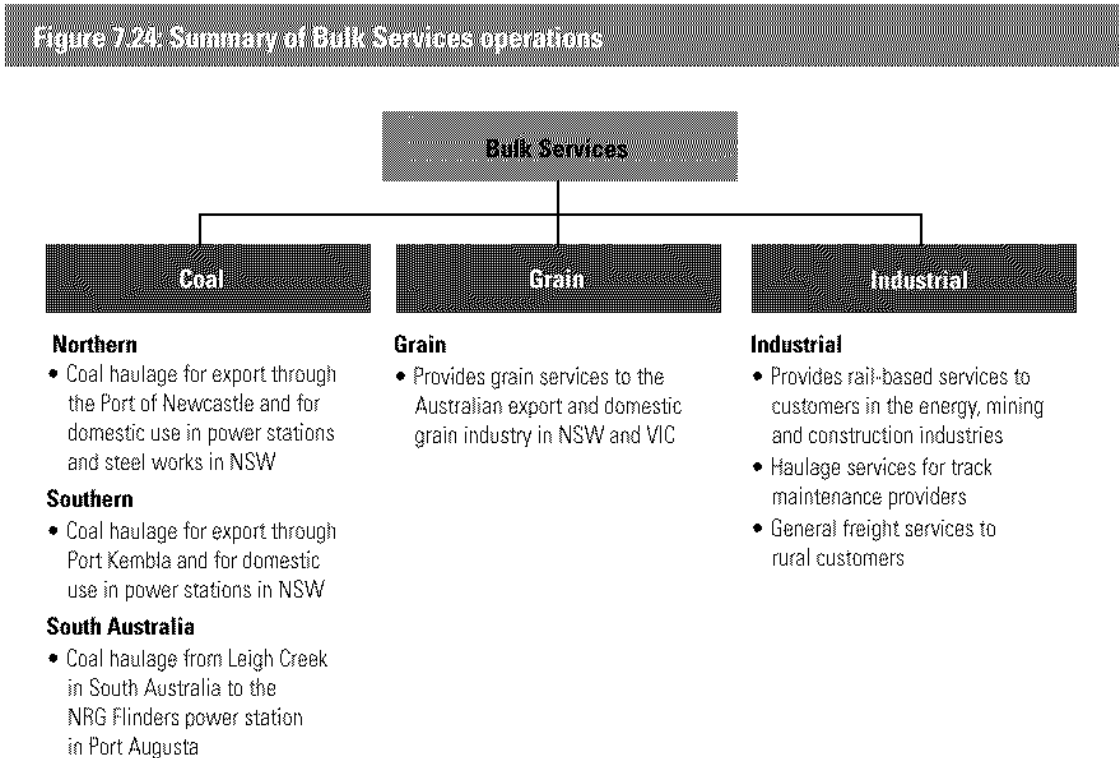 Figure 7.24: Summary of Bulk Services operations
Bulk Services
Coal
Northern
• Coal haulage for export through
the Port of Newcastle and for
domestic use in power stations
and steel works in NSW
Southern
• Coal haulage for export through
Port Kembla and for domestic
use in power stations in NSW
South Australia
• Coal haulage from Leigh Creek
in South Australia to the
NRG Flinders power station
in Port Augusta
Grain
Grain
• Provides grain services to the
Australian export and domestic
grain industry in NSW and VIC
Industrial
Industrial
• Provides rail-based services to
customers in the energy, mining
and construction industries
• Haulage services for track
maintenance providers
• General freight services to
rural customers